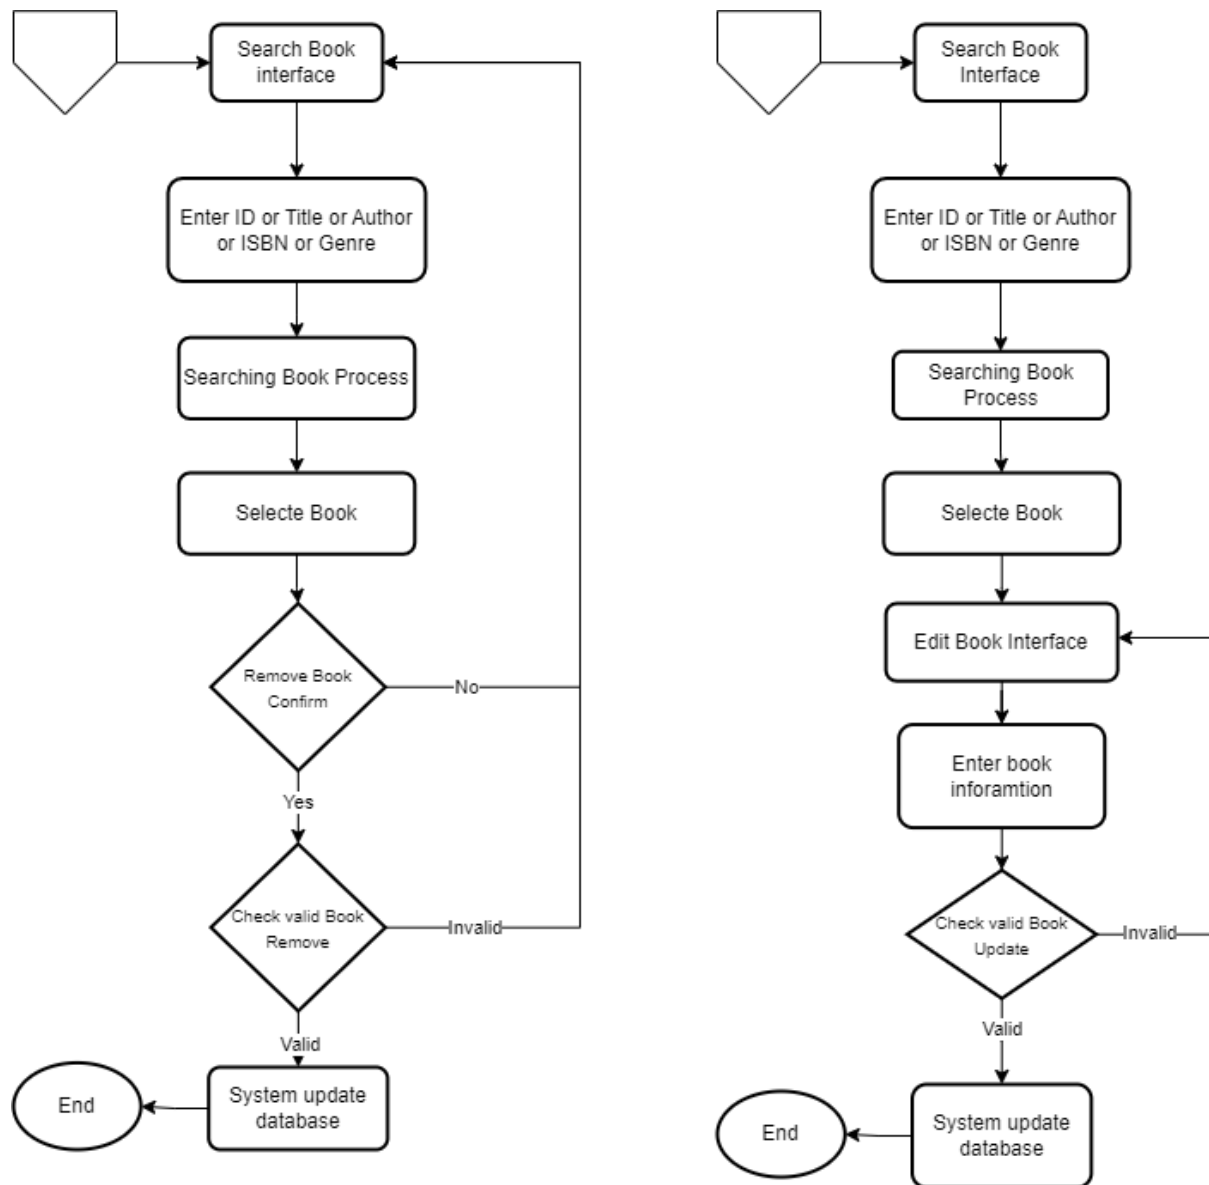 Search Book
interface
Enter ID or Title or Author
or ISBN or Genre
Searching Book Process
Selecte Book
Remove Book
Confirm
No
Yes
Check valid Book
Remove
Invalid
Valid
System update
database
End
Search Book
Interface
Enter ID or Title or Author
or ISBN or Genre
Searching Book
Process
Selecte Book
Edit Book Interface
Enter book
inforamtion
Check valid Book
Update
Invalid
Valid
System update
database
End